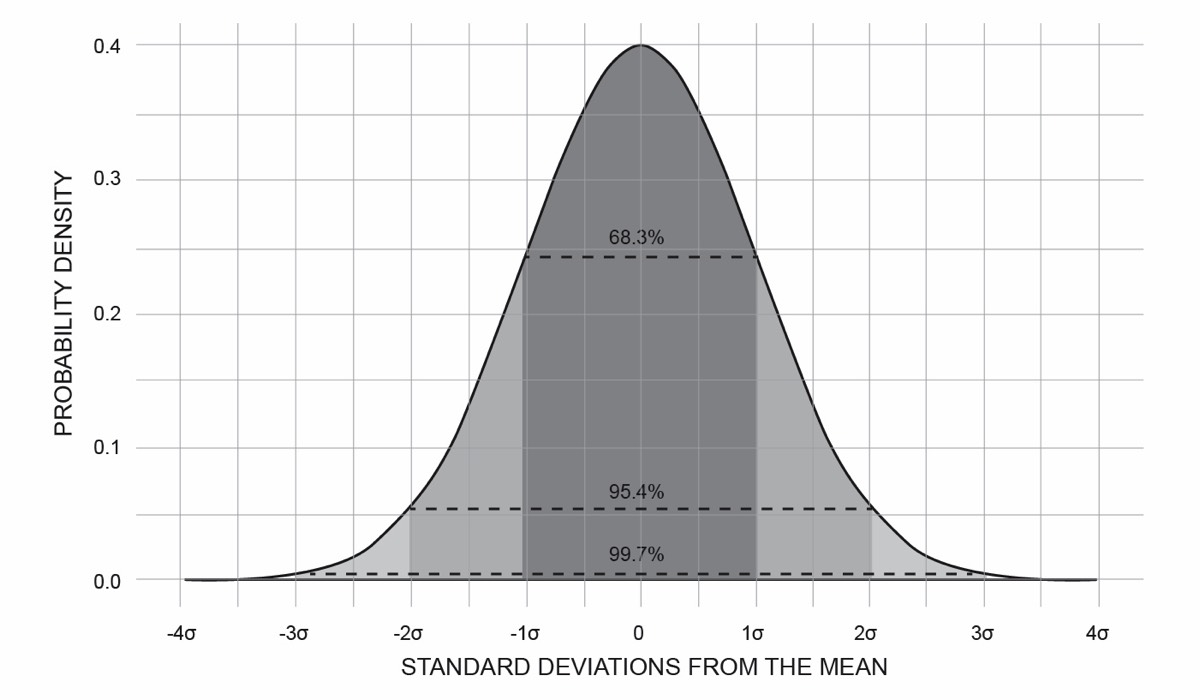 0.4
0.3
0.2
0.1
0.0
PROBABILITY DENSITY
68.3%
95.4%
99.7%
-4σ -3σ -2σ -1σ 0 1σ 2σ 3σ 4σ
STANDARD DEVIATIONS FROM THE MEAN